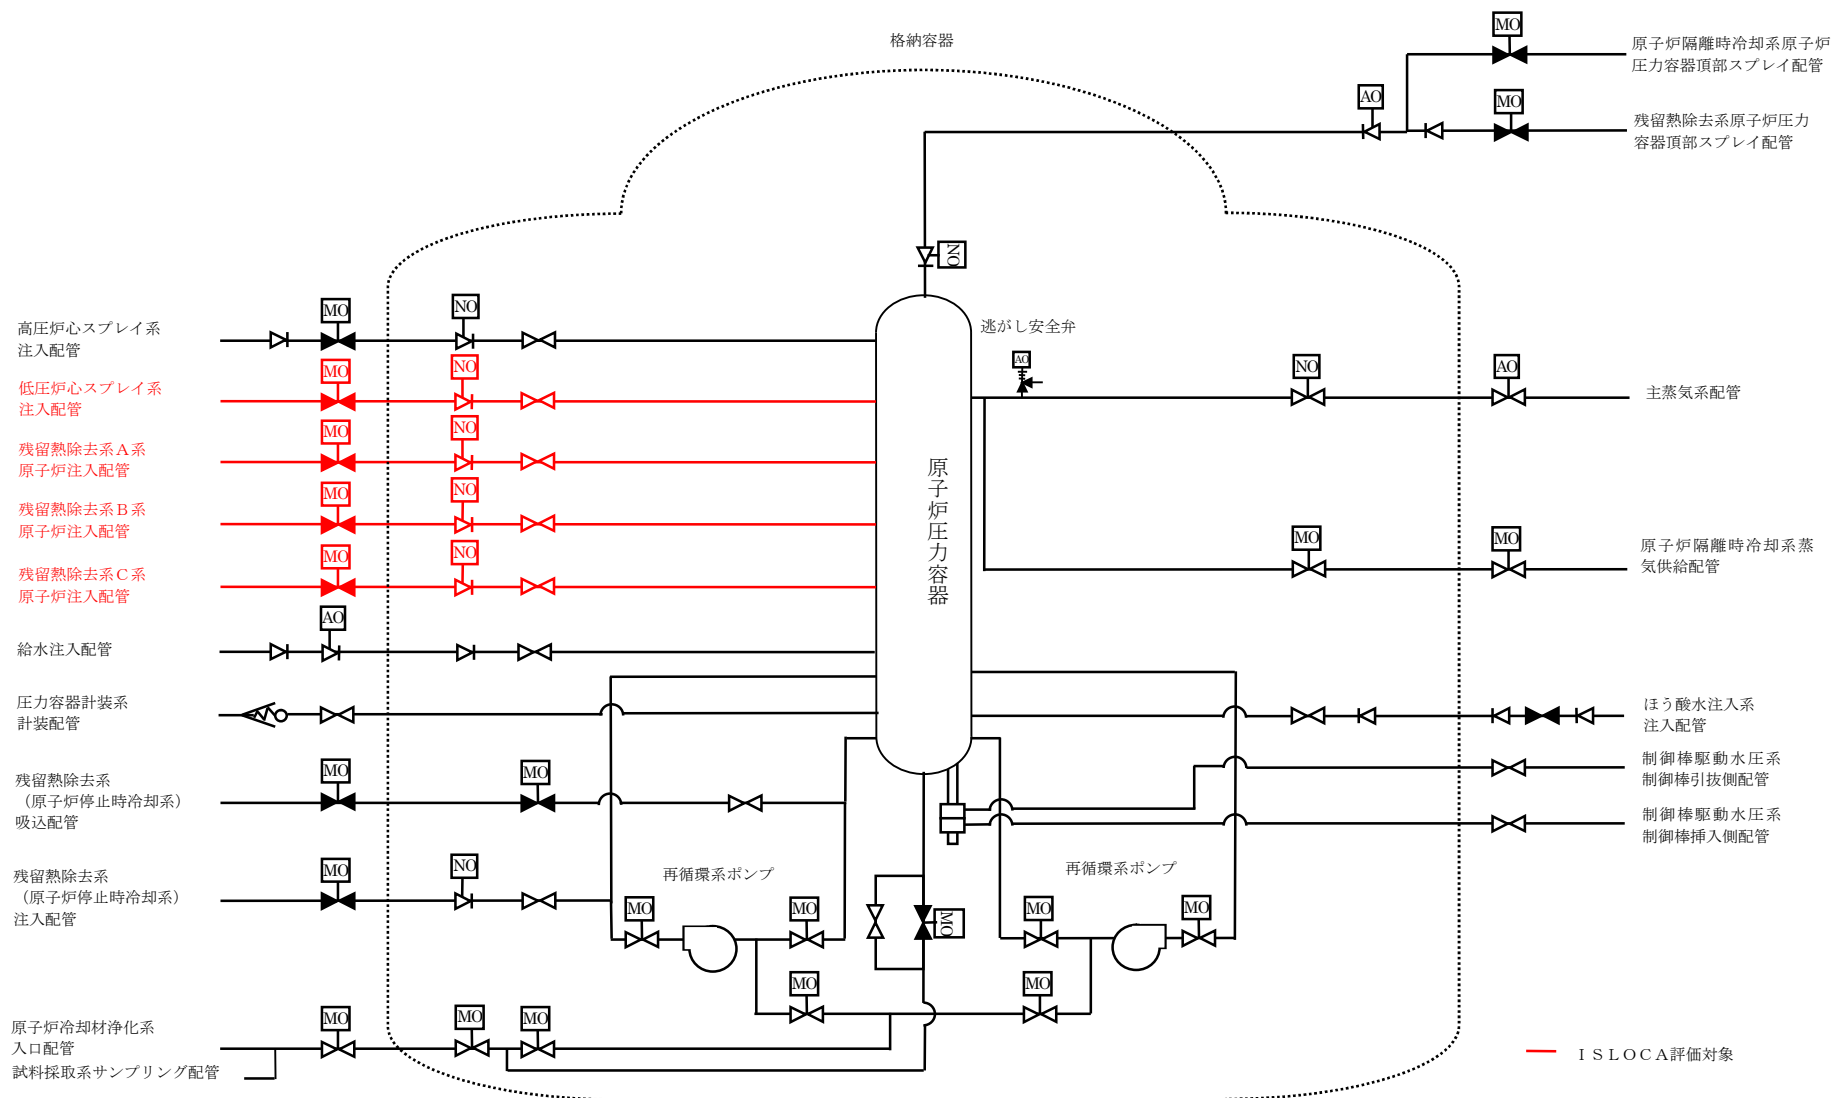 格納容器
MO
原子炉隔離時冷却系原子炉
圧力容器頂部スプレイ配管
AO
MO
残留熱除去系原子炉圧力
容器頂部スプレイ配管
NO
高圧炉心スプレイ系
注入配管
MO
NO
逃がし安全弁
AO
低圧炉心スプレイ系
注入配管
MO
NO
NO
AO
主蒸気系配管
残留熱除去系A系
原子炉注入配管
MO
NO
残留熱除去系B系
原子炉注入配管
MO
NO
原子炉圧力容器
MO
MO
原子炉隔離時冷却系蒸
気供給配管
残留熱除去系C系
原子炉注入配管
MO
NO
給水注入配管
AO
圧力容器計装系
計装配管
ほう酸水注入系
注入配管
制御棒駆動水圧系
制御棒引抜側配管
制御棒駆動水圧系
制御棒挿入側配管
残留熱除去系
（原子炉停止時冷却系）
吸込配管
MO
MO
残留熱除去系
（原子炉停止時冷却系）
注入配管
MO
NO
再循環系ポンプ
再循環系ポンプ
MO
MO
MO
MO
MO
MO
MO
原子炉冷却材浄化系
入口配管
試料採取系サンプリング配管
MO
MO
MO
ＩＳＬＯＣＡ評価対象